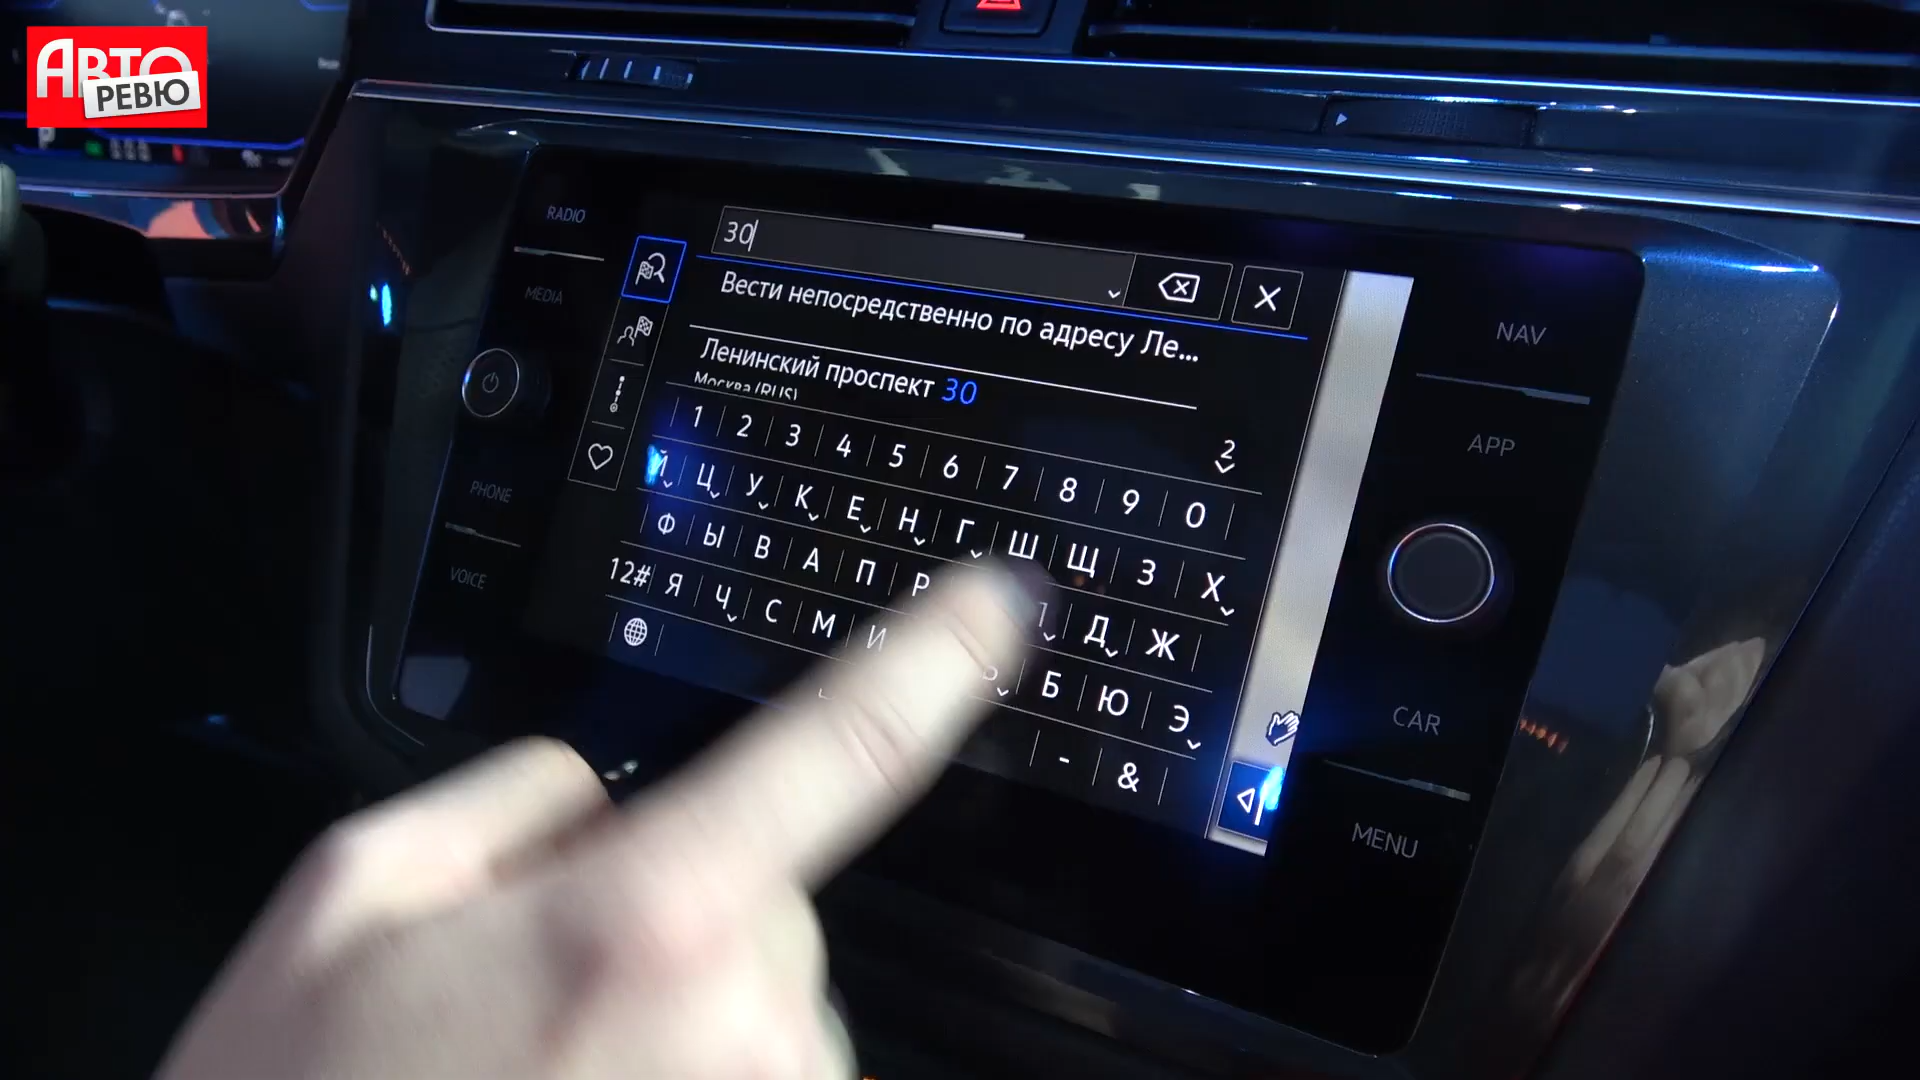 АВТО
РЕВЮ
P
RADIO
MEDIA
PHONE
VOICE
30
Вести непосредственно по адресу Ле...
Ленинский проспект 30
Москва (RUS)
2
1 2 3 4 5 6 7 8 9 0
Й Ц У К Е Н Г Ш Щ З Х
Ф Ы В А П Р Л Д Ж
12# Я Ч С М И Ь Б Ю Э
- &
NAV
APP
CAR
MENU